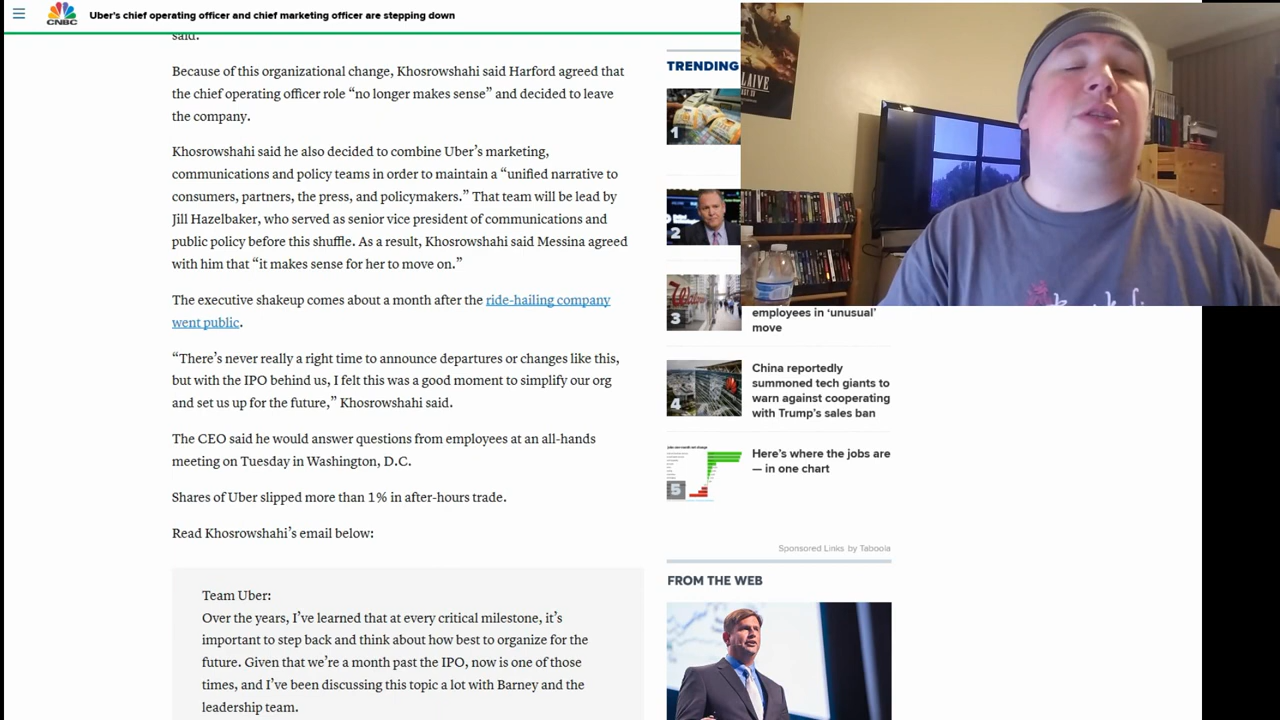 CNBC
Uber's chief operating officer and chief marketing officer are stepping down
said.
Because of this organizational change, Khosrowshahi said Harford agreed that
the chief operating officer role “no longer makes sense” and decided to leave
the company.
Khosrowshahi said he also decided to combine Uber’s marketing,
communications and policy teams in order to maintain a “unified narrative to
consumers, partners, the press, and policymakers.” That team will be lead by
Jill Hazelbaker, who served as senior vice president of communications and
public policy before this shuffle. As a result, Khosrowshahi said Messina agreed
with him that “it makes sense for her to move on.”
The executive shakeup comes about a month after the ride-hailing company
went public.
“There’s never really a right time to announce departures or changes like this,
but with the IPO behind us, I felt this was a good moment to simplify our org
and set us up for the future,” Khosrowshahi said.
The CEO said he would answer questions from employees at an all-hands
meeting on Tuesday in Washington, D.C.
Shares of Uber slipped more than 1% in after-hours trade.
Read Khosrowshahi’s email below:
Team Uber:
Over the years, I’ve learned that at every critical milestone, it’s
important to step back and think about how best to organize for the
future. Given that we’re a month past the IPO, now is one of those
times, and I’ve been discussing this topic a lot with Barney and the
leadership team.
TRENDING
1
2
3
employees in ‘unusual’
move
4
China reportedly
summoned tech giants to
warn against cooperating
with Trump’s sales ban
5
Here’s where the jobs are
— in one chart
Sponsored Links by Taboola
FROM THE WEB